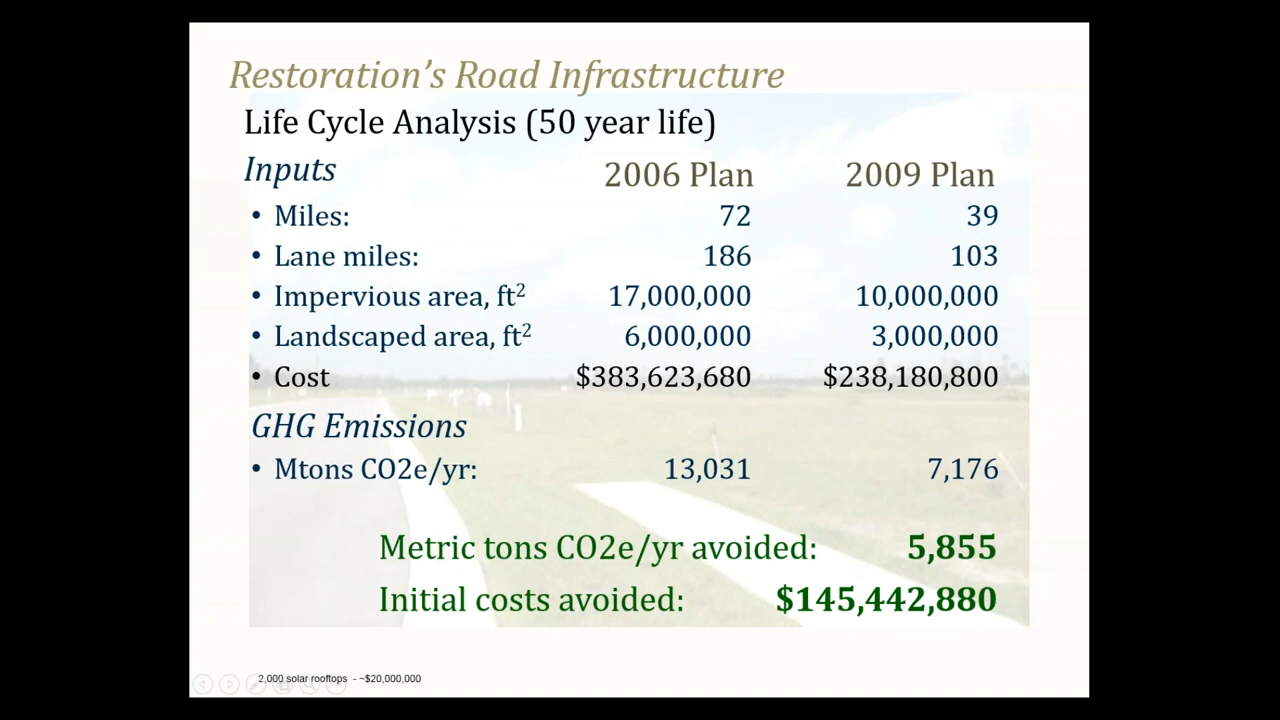 Restoration's Road Infrastructure
Life Cycle Analysis (50 year life)
Inputs 2006 Plan 2009 Plan
• Miles: 72 39
• Lane miles: 186 103
• Impervious area, ft² 17,000,000 10,000,000
• Landscaped area, ft² 6,000,000 3,000,000
• Cost $383,623,680 $238,180,800
GHG Emissions
• Mtons CO2e/yr: 13,031 7,176
Metric tons CO2e/yr avoided: 5,855
Initial costs avoided: $145,442,880
2,000 solar rooftops - ~$20,000,000